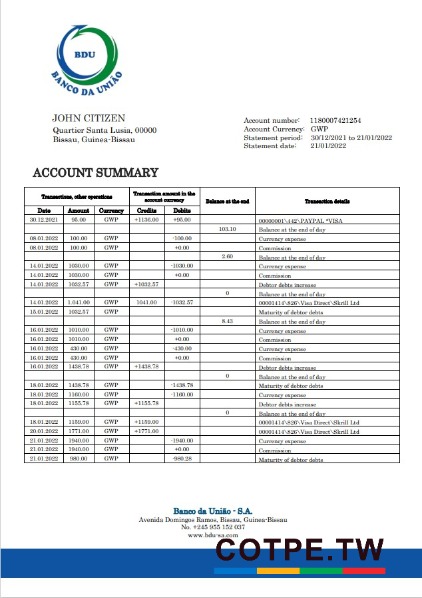 BDU
BANCO DA UNIÃO
JOHN CITIZEN
Quartier Santa Lusia, 00000
Bissau, Guinea-Bissau
Account number: 1180007421254
Account Currency: GWP
Statement period: 30/12/2021 to 21/01/2022
Statement date: 21/01/2022
ACCOUNT SUMMARY
Transactions, other operations Transaction amount in the account currency Balance at the end Transaction details
Date Amount Currency Credits Debits
30.12.2021 95.00 GWP +1130.00 +95.00 00000001\442\PAYPAL *VISA
103.10 Balance at the end of day
08.01.2022 100.00 GWP -100.00 Currency expense
08.01.2022 100.00 GWP +0.00 Commission
2.60 Balance at the end of day
14.01.2022 1030.00 GWP -1030.00 Currency expense
14.01.2022 1030.00 GWP +0.00 Commission
14.01.2022 1032.57 GWP +1032.57 Debtor debts increase
0 Balance at the end of day
14.01.2022 1,041.00 GWP 1041.00 -1032.57 00001414\826\Visa Direct\Skrill Ltd
15.01.2022 1032.57 GWP Maturity of debtor debts
8.43 Balance at the end of day
16.01.2022 1010.00 GWP -1010.00 Currency expense
16.01.2022 1010.00 GWP +0.00 Commission
16.01.2022 430.00 GWP -430.00 Currency expense
16.01.2022 430.00 GWP +0.00 Commission
16.01.2022 1438.78 GWP +1438.78 Debtor debts increase
0 Balance at the end of day
18.01.2022 1438.78 GWP -1438.78 Maturity of debtor debts
18.01.2022 1160.00 GWP -1160.00 Currency expense
18.01.2022 1155.78 GWP +1155.78 Debtor debts increase
0 Balance at the end of day
18.01.2022 1159.00 GWP +1159.00 00001414\826\Visa Direct\Skrill Ltd
20.01.2022 1771.00 GWP +1771.00 00001414\826\Visa Direct\Skrill Ltd
21.01.2022 1940.00 GWP -1940.00 Currency expense
21.01.2022 1940.00 GWP +0.00 Commission
21.01.2022 980.00 GWP -980.28 Maturity of debtor debts
Banco da União - S.A.
Avenida Domingos Ramos, Bissau, Guinea-Bissau
No. +245 955 152 037
www.bdu-sa.com
COTPE.TW